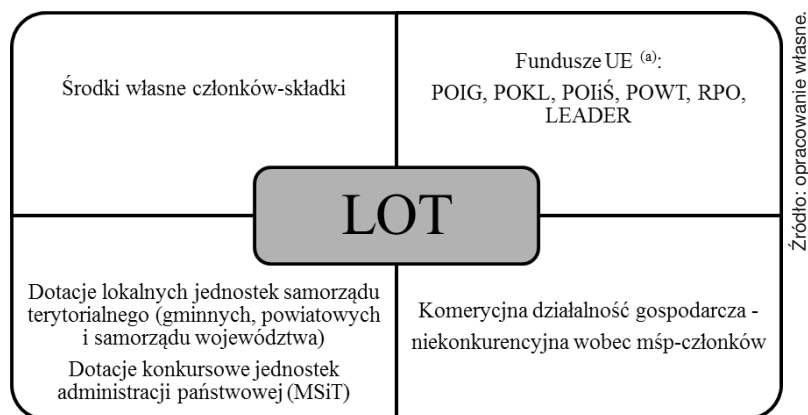 Środki własne członków-składki
Fundusze UE (a):
POIG, POKL, POIiŚ, POWT, RPO,
LEADER
LOT
Dotacje lokalnych jednostek samorządu
terytorialnego (gminnych, powiatowych
i samorządu województwa)
Dotacje konkursowe jednostek
administracji państwowej (MSiT)
Komercyjna działalność gospodarcza -
niekonkurencyjna wobec mśp-członków
Źródło: opracowanie własne.